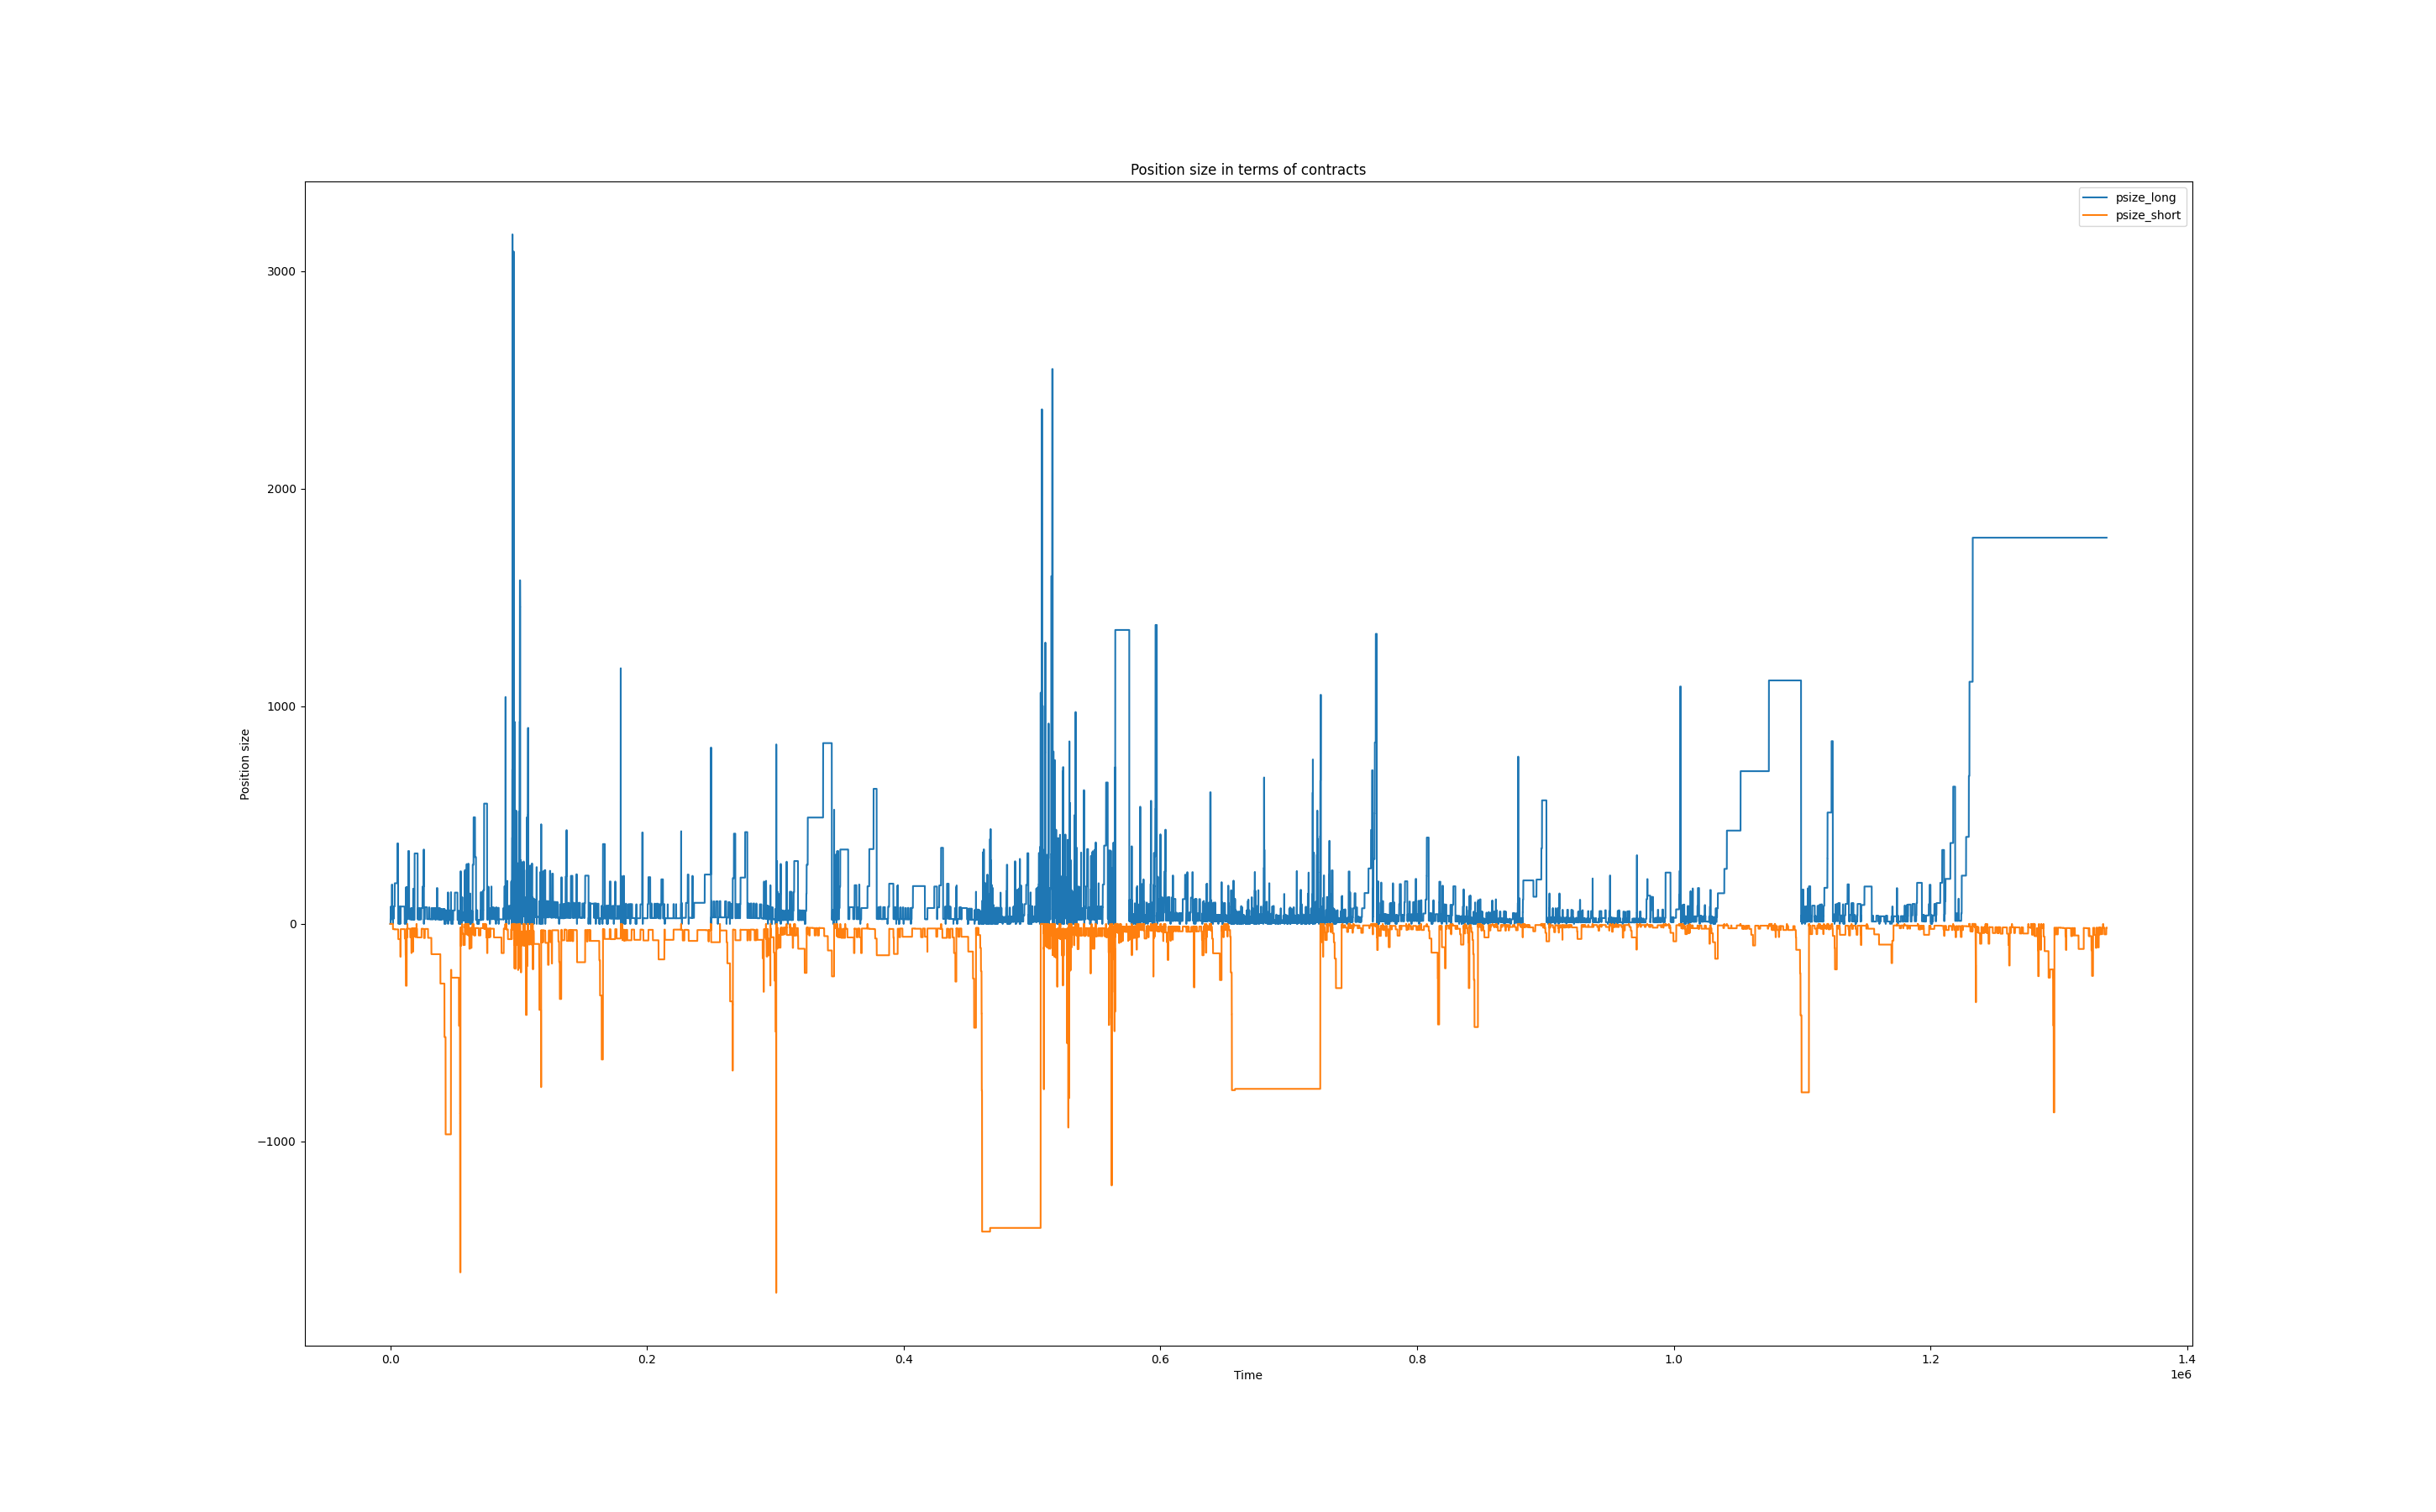 Position size in terms of contracts
psize_long
psize_short
3000
2000
1000
0
−1000
Position size
0.0
0.2
0.4
0.6
0.8
1.0
1.2
1.4
Time
1e6